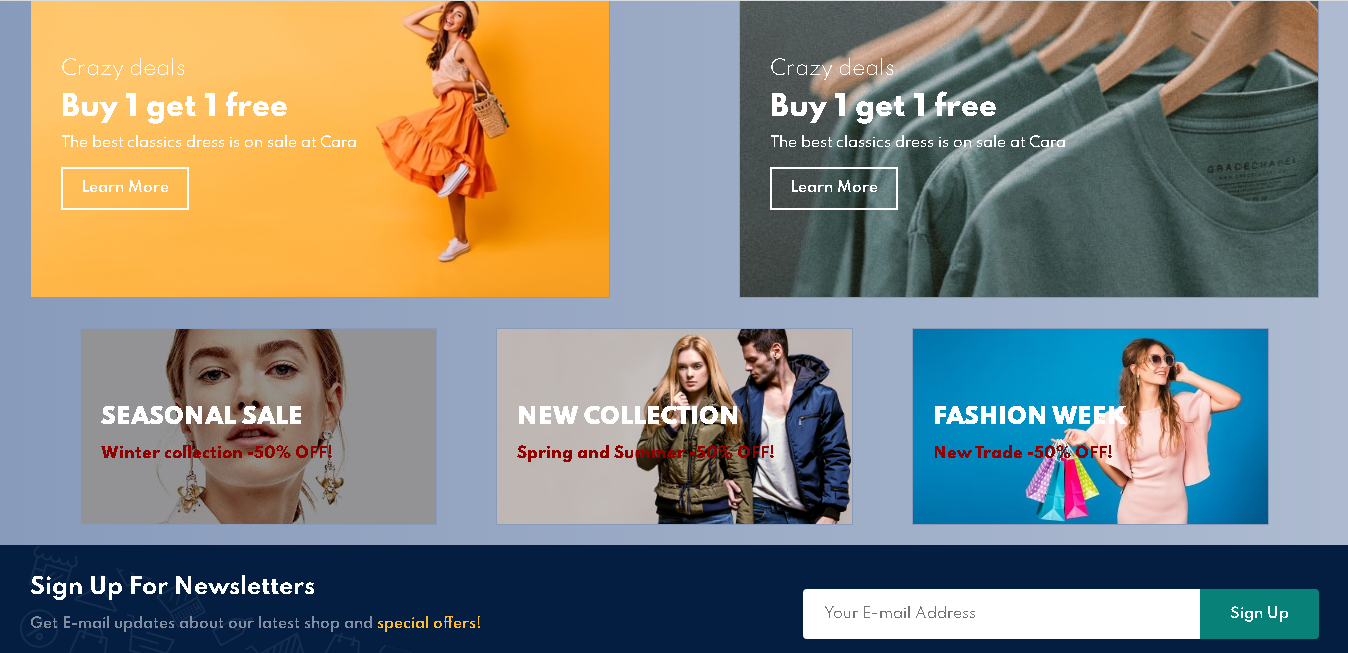 Crazy deals
Buy 1 get 1 free
The best classics dress is on sale at Cara
Learn More
Crazy deals
Buy 1 get 1 free
The best classics dress is on sale at Cara
Learn More
GRACECHAPEL
SEASONAL SALE
Winter collection -50% OFF!
NEW COLLECTION
Spring and Summer -50% OFF!
FASHION WEEK
New Trade -50% OFF!
Sign Up For Newsletters
Get E-mail updates about our latest shop and special offers!
Your E-mail Address
Sign Up